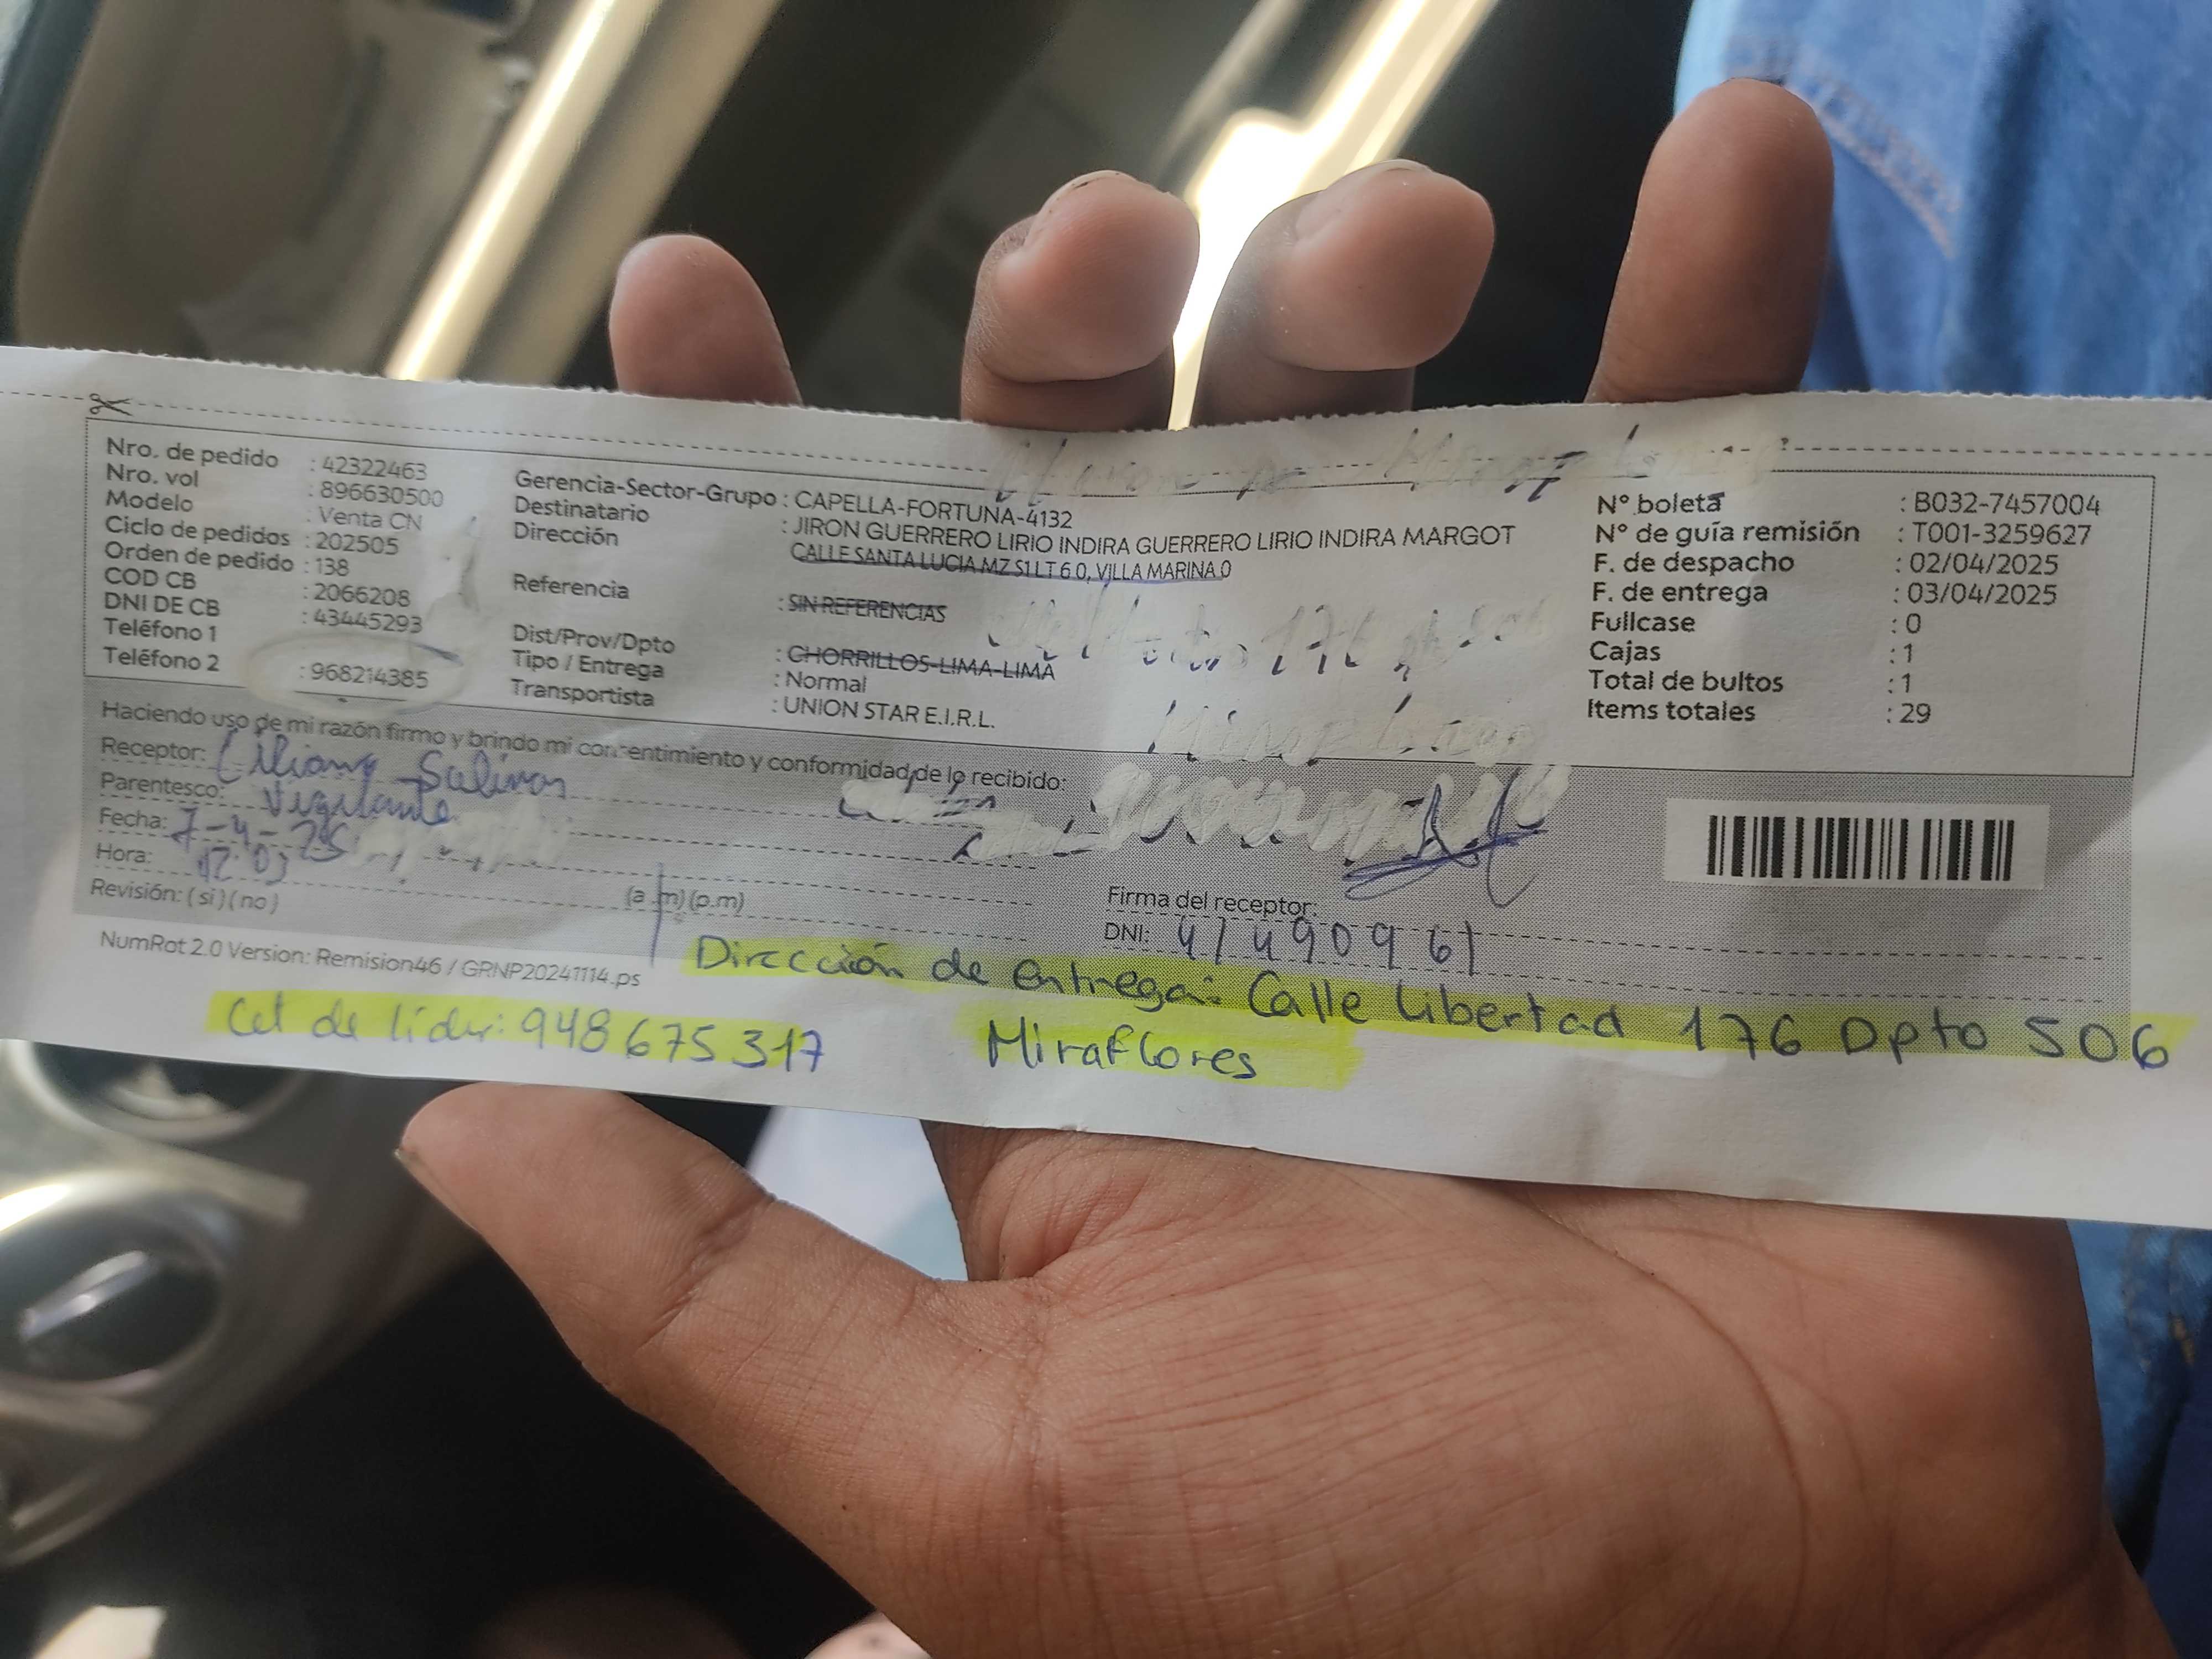 Nro. de pedido : 42322463
Nro. vol : 896630500
Modelo : Venta CN
Ciclo de pedidos : 202505
Orden de pedido : 138
COD CB : 2066208
DNI DE CB : 43445293
Teléfono 1
Teléfono 2 : 968214385
Gerencia-Sector-Grupo : CAPELLA-FORTUNA-4132
Destinatario : JIRON GUERRERO LIRIO INDIRA GUERRERO LIRIO INDIRA MARGOT
Dirección : CALLE SANTA LUCIA MZ S1 LT 6 0, VILLA MARINA 0
Referencia : SIN REFERENCIAS
Dist/Prov/Dpto : CHORRILLOS-LIMA-LIMA
Tipo / Entrega : Normal
Transportista : UNION STAR E.I.R.L.
N° boleta : B032-7457004
N° de guía remisión : T001-3259627
F. de despacho : 02/04/2025
F. de entrega : 03/04/2025
Fullcase : 0
Cajas : 1
Total de bultos : 1
Items totales : 29
176
Haciendo uso de mi razón firmo y brindo mi consentimiento y conformidad de lo recibido:
Receptor: Liliana Salinas
Parentesco: Vigilante
Fecha: 7-4-25
Hora: 12:03 (a.m) (p.m)
Revisión: ( si ) ( no )
Firma del receptor:
DNI: 41490961
NumRot 2.0 Version: Remision46 / GRNP20241114.ps
Dirección de entrega: Calle Libertad 176 Dpto 506
Miraflores
Cel de líder: 948675317